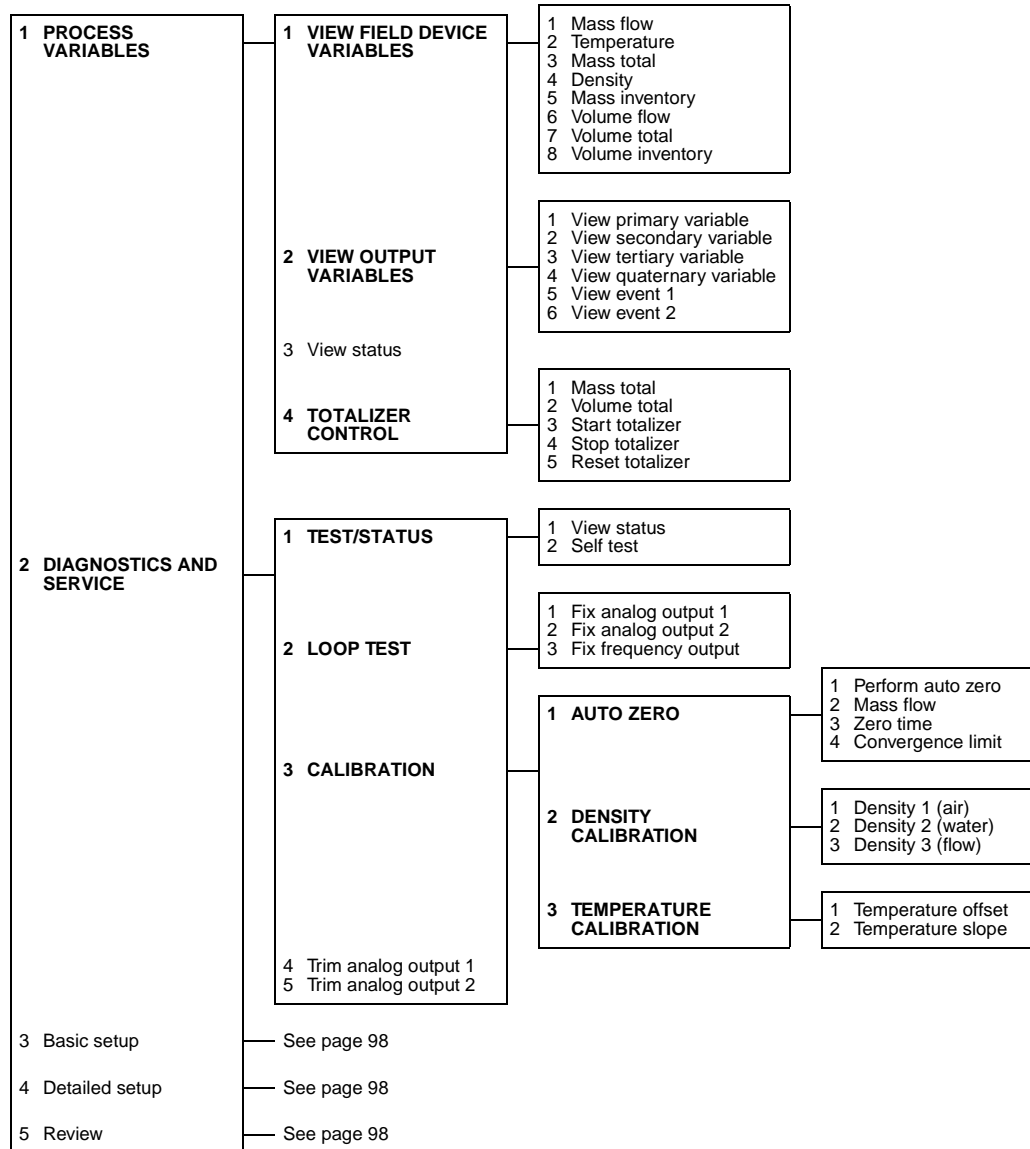 1 PROCESS
VARIABLES
1 VIEW FIELD DEVICE
VARIABLES
1 Mass flow
2 Temperature
3 Mass total
4 Density
5 Mass inventory
6 Volume flow
7 Volume total
8 Volume inventory
2 VIEW OUTPUT
VARIABLES
1 View primary variable
2 View secondary variable
3 View tertiary variable
4 View quaternary variable
5 View event 1
6 View event 2
3 View status
4 TOTALIZER
CONTROL
1 Mass total
2 Volume total
3 Start totalizer
4 Stop totalizer
5 Reset totalizer
2 DIAGNOSTICS AND
SERVICE
1 TEST/STATUS
1 View status
2 Self test
2 LOOP TEST
1 Fix analog output 1
2 Fix analog output 2
3 Fix frequency output
3 CALIBRATION
1 AUTO ZERO
1 Perform auto zero
2 Mass flow
3 Zero time
4 Convergence limit
2 DENSITY
CALIBRATION
1 Density 1 (air)
2 Density 2 (water)
3 Density 3 (flow)
3 TEMPERATURE
CALIBRATION
1 Temperature offset
2 Temperature slope
4 Trim analog output 1
5 Trim analog output 2
3 Basic setup
See page 98
4 Detailed setup
See page 98
5 Review
See page 98